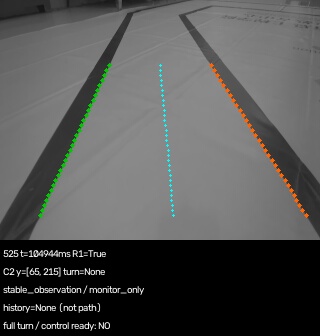 525 t=104944ms R1=True
C2 y=[65, 215] turn=None
stable_observation / monitor_only
history=None (not path)
full turn / control ready: NO